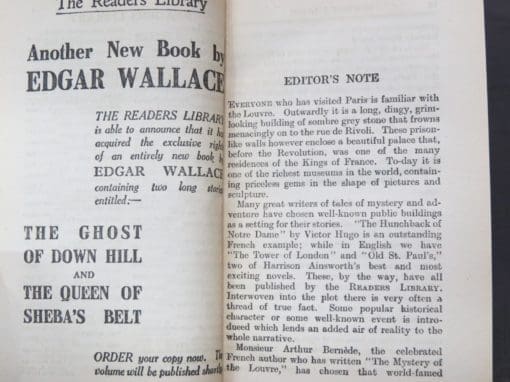 The Readers Library
Another New Book by
EDGAR WALLACE
THE READERS LIBRARY
is able to announce that it has
acquired the exclusive rights
of an entirely new book by
EDGAR WALLACE
containing two long stories
entitled:—
THE GHOST
OF DOWN HILL
AND
THE QUEEN OF
SHEBA'S BELT
ORDER your copy now. The
volume will be published shortly
EDITOR'S NOTE
EVERYONE who has visited Paris is familiar with
the Louvre. Outwardly it is a long, dingy, grim-
looking building of sombre grey stone that frowns
menacingly on to the rue de Rivoli. These prison-
like walls however enclose a beautiful palace that,
before the Revolution, was one of the many
residences of the Kings of France. To-day it is
one of the richest museums in the world, contain-
ing priceless gems in the shape of pictures and
sculpture.
Many great writers of tales of mystery and ad-
venture have chosen well-known public buildings
as a setting for their stories. "The Hunchback of
Notre Dame" by Victor Hugo is an outstanding
French example; while in English we have
"The Tower of London" and "Old St. Paul's,"
two of Harrison Ainsworth's best and most
exciting novels. These, by the way, have all
been published by the READERS LIBRARY.
Interwoven into the plot there is very often a
thread of true fact. Some popular historical
character or some well-known event is intro-
duced which lends an added air of reality to the
whole narrative.
Monsieur Arthur Bernède, the celebrated
French author who has written "The Mystery of
the Louvre," has chosen that world-famed